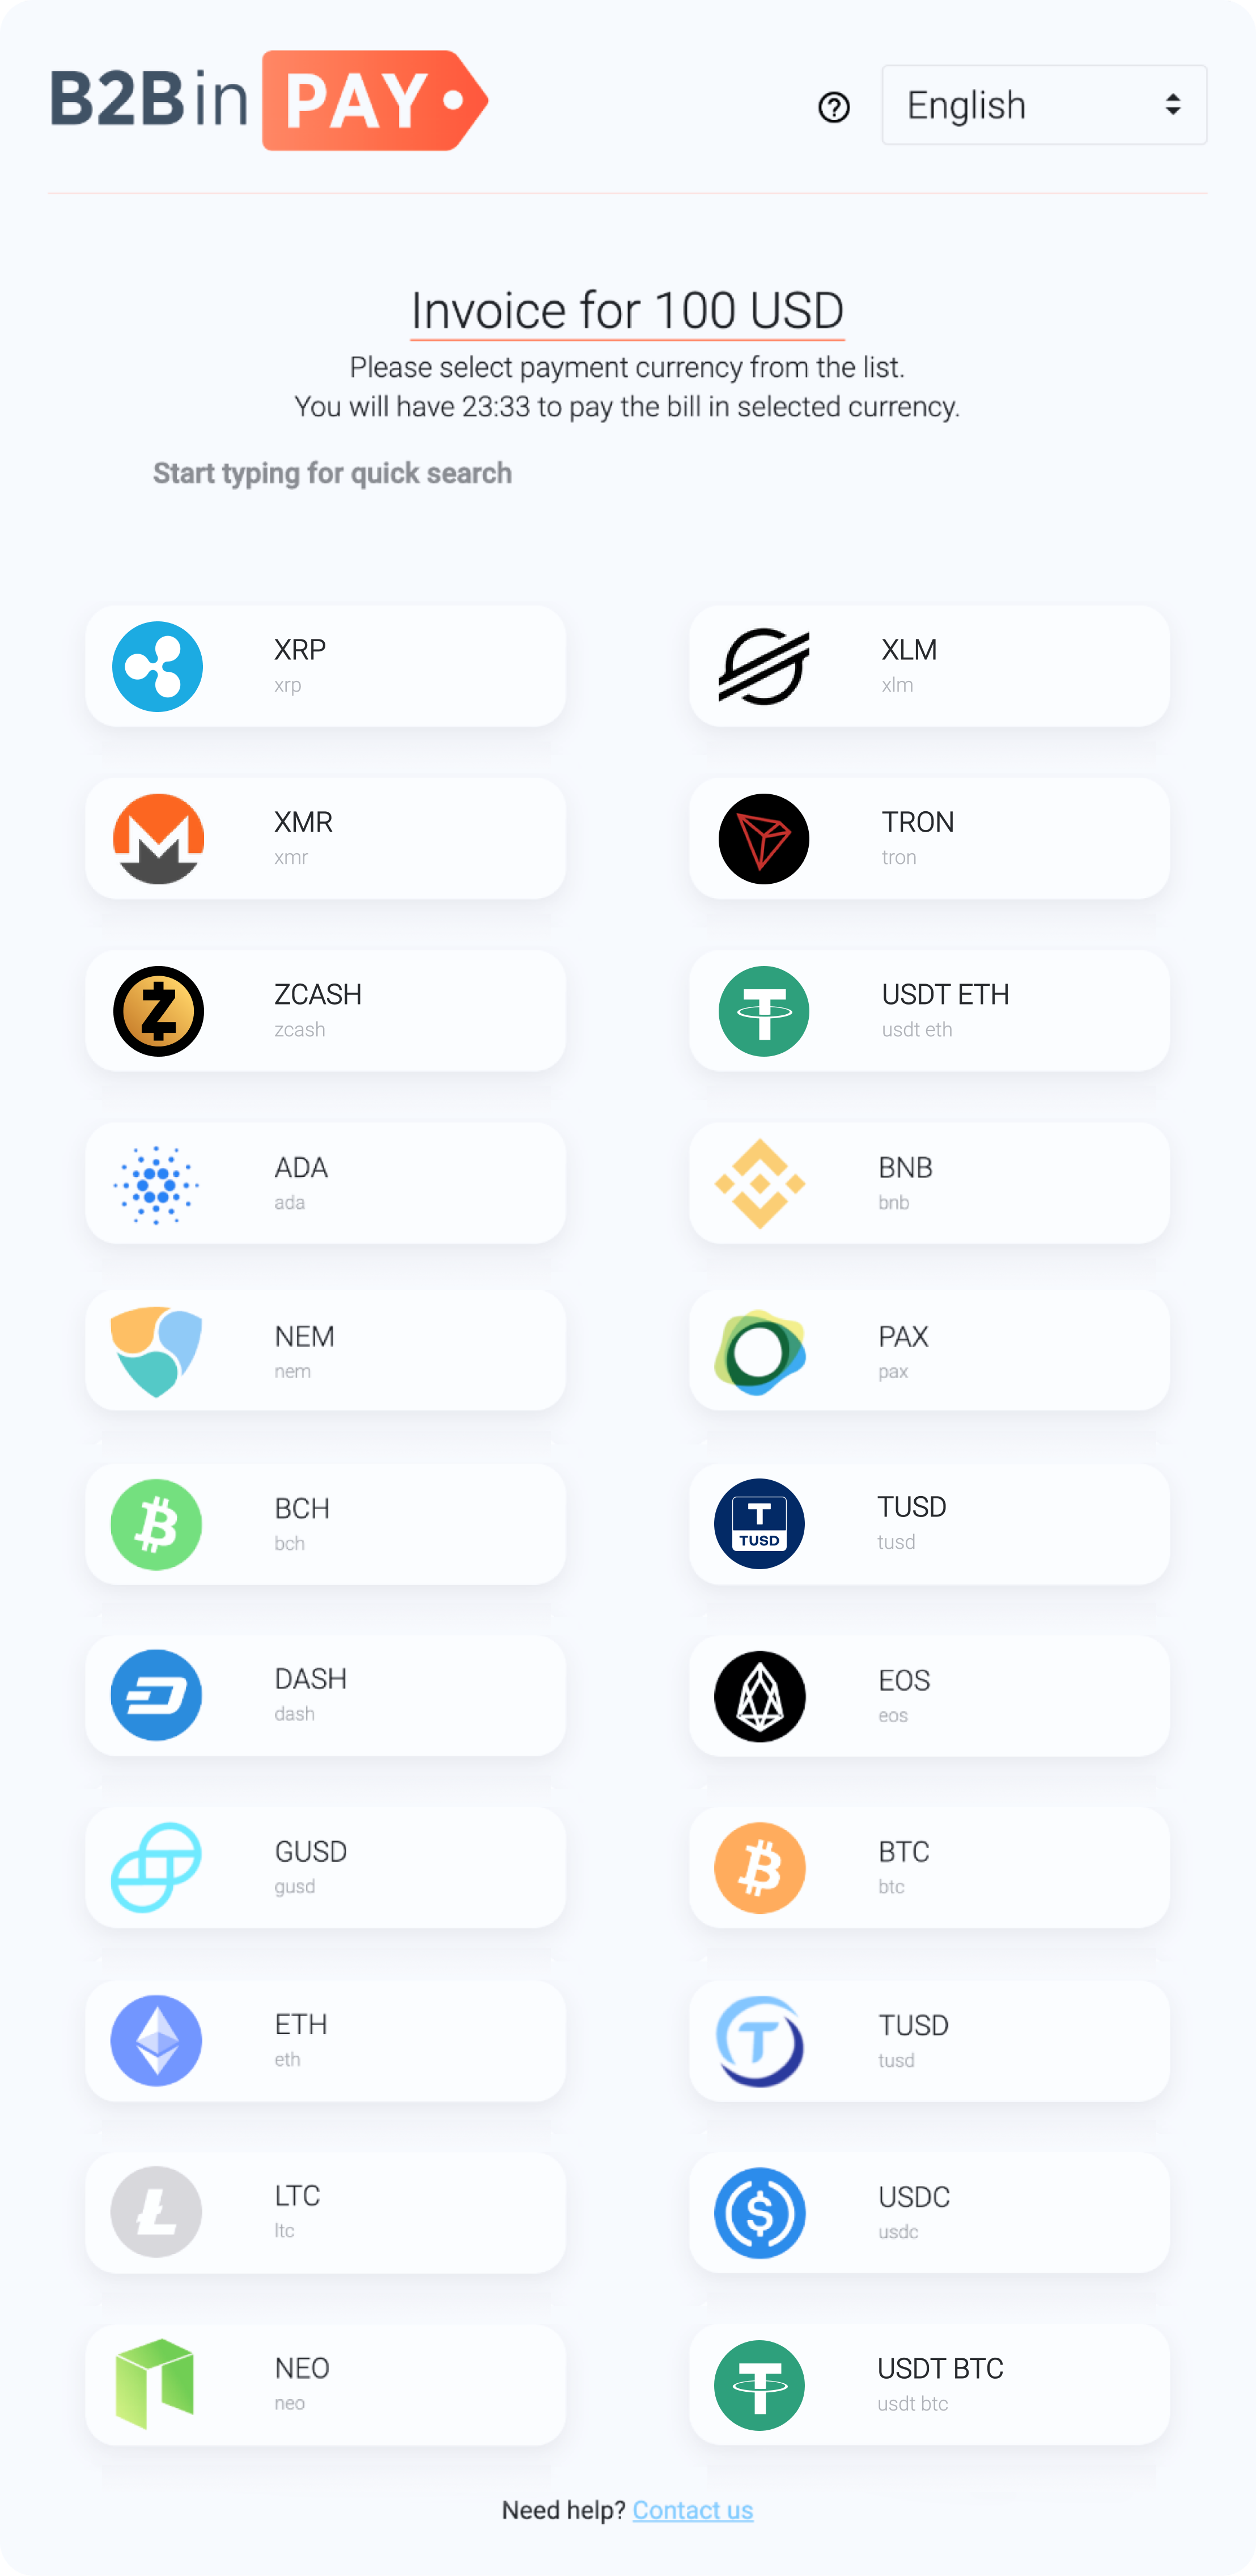 B2Bin PAY
English
Invoice for 100 USD
Please select payment currency from the list.
You will have 23:33 to pay the bill in selected currency.
Start typing for quick search
XRP
xrp
XLM
xlm
XMR
xmr
TRON
tron
ZCASH
zcash
USDT ETH
usdt eth
ADA
ada
BNB
bnb
NEM
nem
PAX
pax
BCH
bch
T
TUSD
TUSD
tusd
DASH
dash
EOS
eos
GUSD
gusd
BTC
btc
ETH
eth
TUSD
tusd
LTC
ltc
USDC
usdc
NEO
neo
USDT BTC
usdt btc
Need help? Contact us